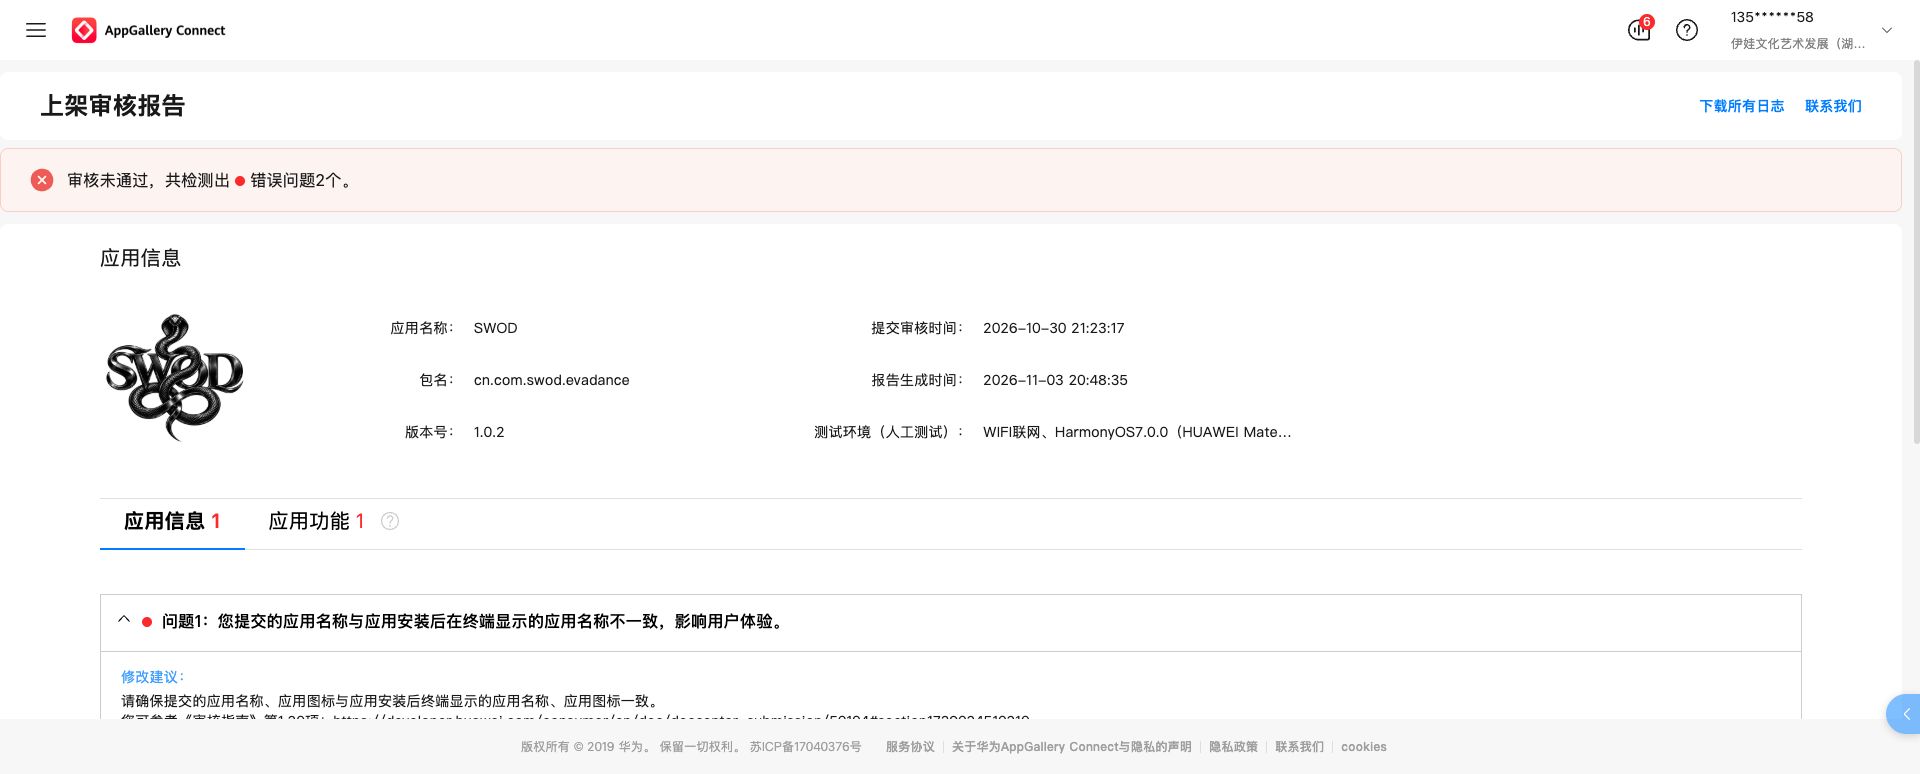 AppGallery Connect
6
135******58
伊娃文化艺术发展（湖...
上架审核报告
下载所有日志 联系我们
审核未通过，共检测出 错误问题2个。
应用信息
SWOD
应用名称： SWOD
提交审核时间： 2026-10-30 21:23:17
包名： cn.com.swod.evadance
报告生成时间： 2026-11-03 20:48:35
版本号： 1.0.2
测试环境（人工测试）： WIFI联网、HarmonyOS7.0.0（HUAWEI Mate...
应用信息 1 应用功能 1
问题1：您提交的应用名称与应用安装后在终端显示的应用名称不一致，影响用户体验。
修改建议：
请确保提交的应用名称、应用图标与应用安装后终端显示的应用名称、应用图标一致。
版权所有 © 2019 华为。 保留一切权利。 苏ICP备17040376号 服务协议 关于华为AppGallery Connect与隐私的声明 隐私政策 联系我们 cookies